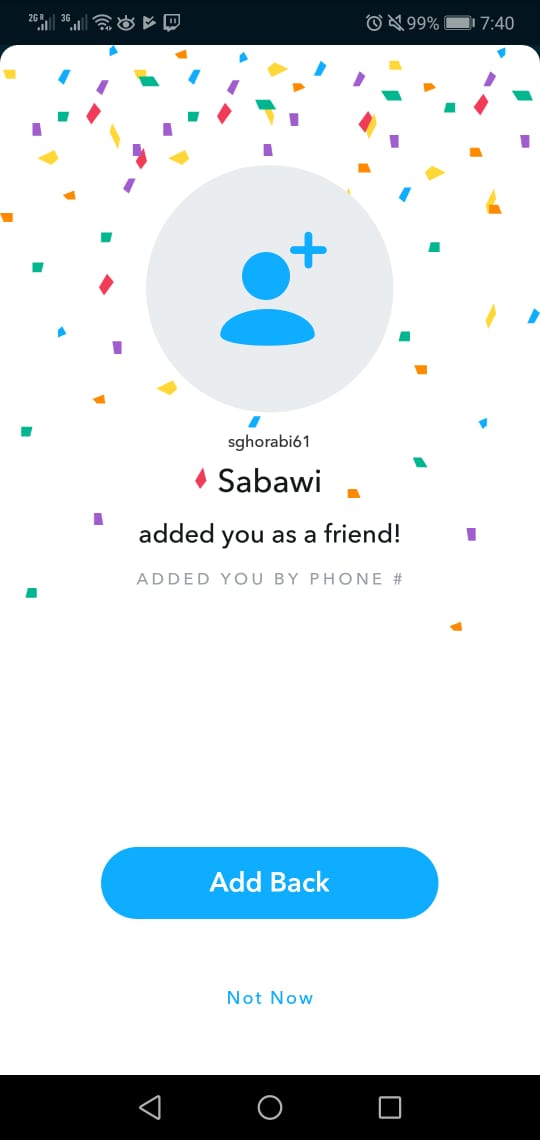 2G R 3G 99% 7:40
sghorabi61
Sabawi
added you as a friend!
ADDED YOU BY PHONE #
Add Back
Not Now